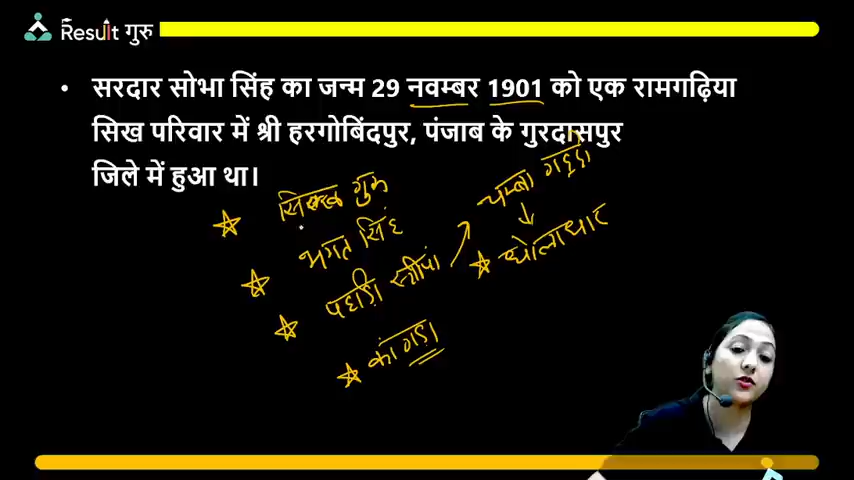 Result गुरु
• सरदार सोभा सिंह का जन्म 29 नवम्बर 1901 को एक रामगढ़िया
सिख परिवार में श्री हरगोबिंदपुर, पंजाब के गुरदासपुर
जिले में हुआ था।
सिख गुरु
भगत सिंह
पहाड़ी स्त्रीयां
चम्बा गद्दी
धौलाधार
कांगड़ा